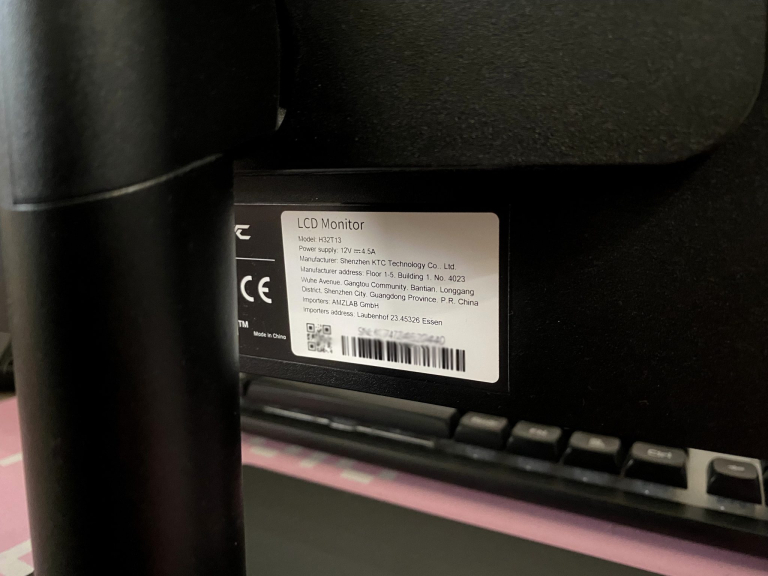 LCD Monitor
Model: H32T13
Power supply: 12V⎓4.5A
Manufacturer: Shenzhen KTC Technology Co., Ltd.
Manufacturer address: Floor 1-5, Building 1, No. 4023
Wuhe Avenue, Gangtou Community, Bantian, Longgang
District, Shenzhen City, Guangdong Province, P.R. China
Importers: AMZLAB GmbH
Importers address: Laubenhof 23,45326 Essen
CE
TM
Made in China
Ctrl